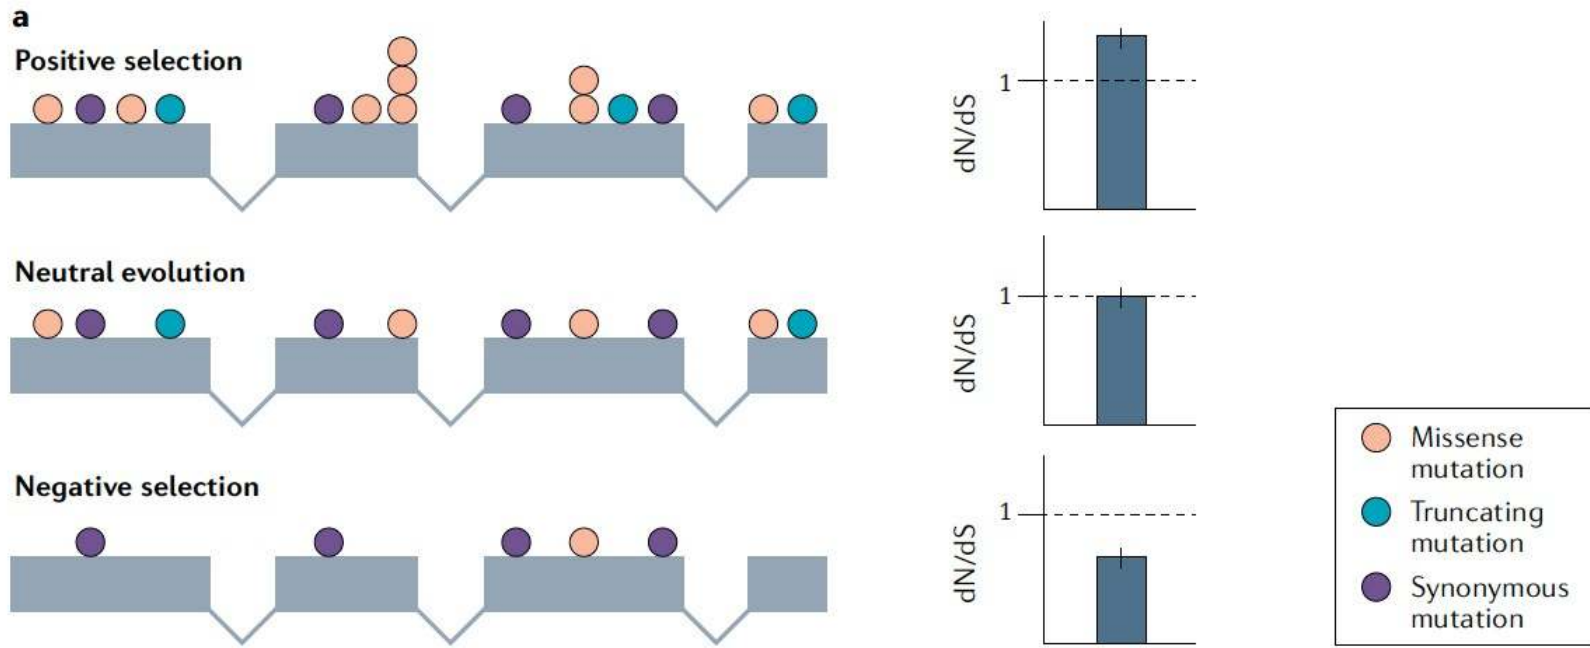 a
Positive selection
1
dN/dS
Neutral evolution
1
dN/dS
Negative selection
1
dN/dS
Missense
mutation
Truncating
mutation
Synonymous
mutation